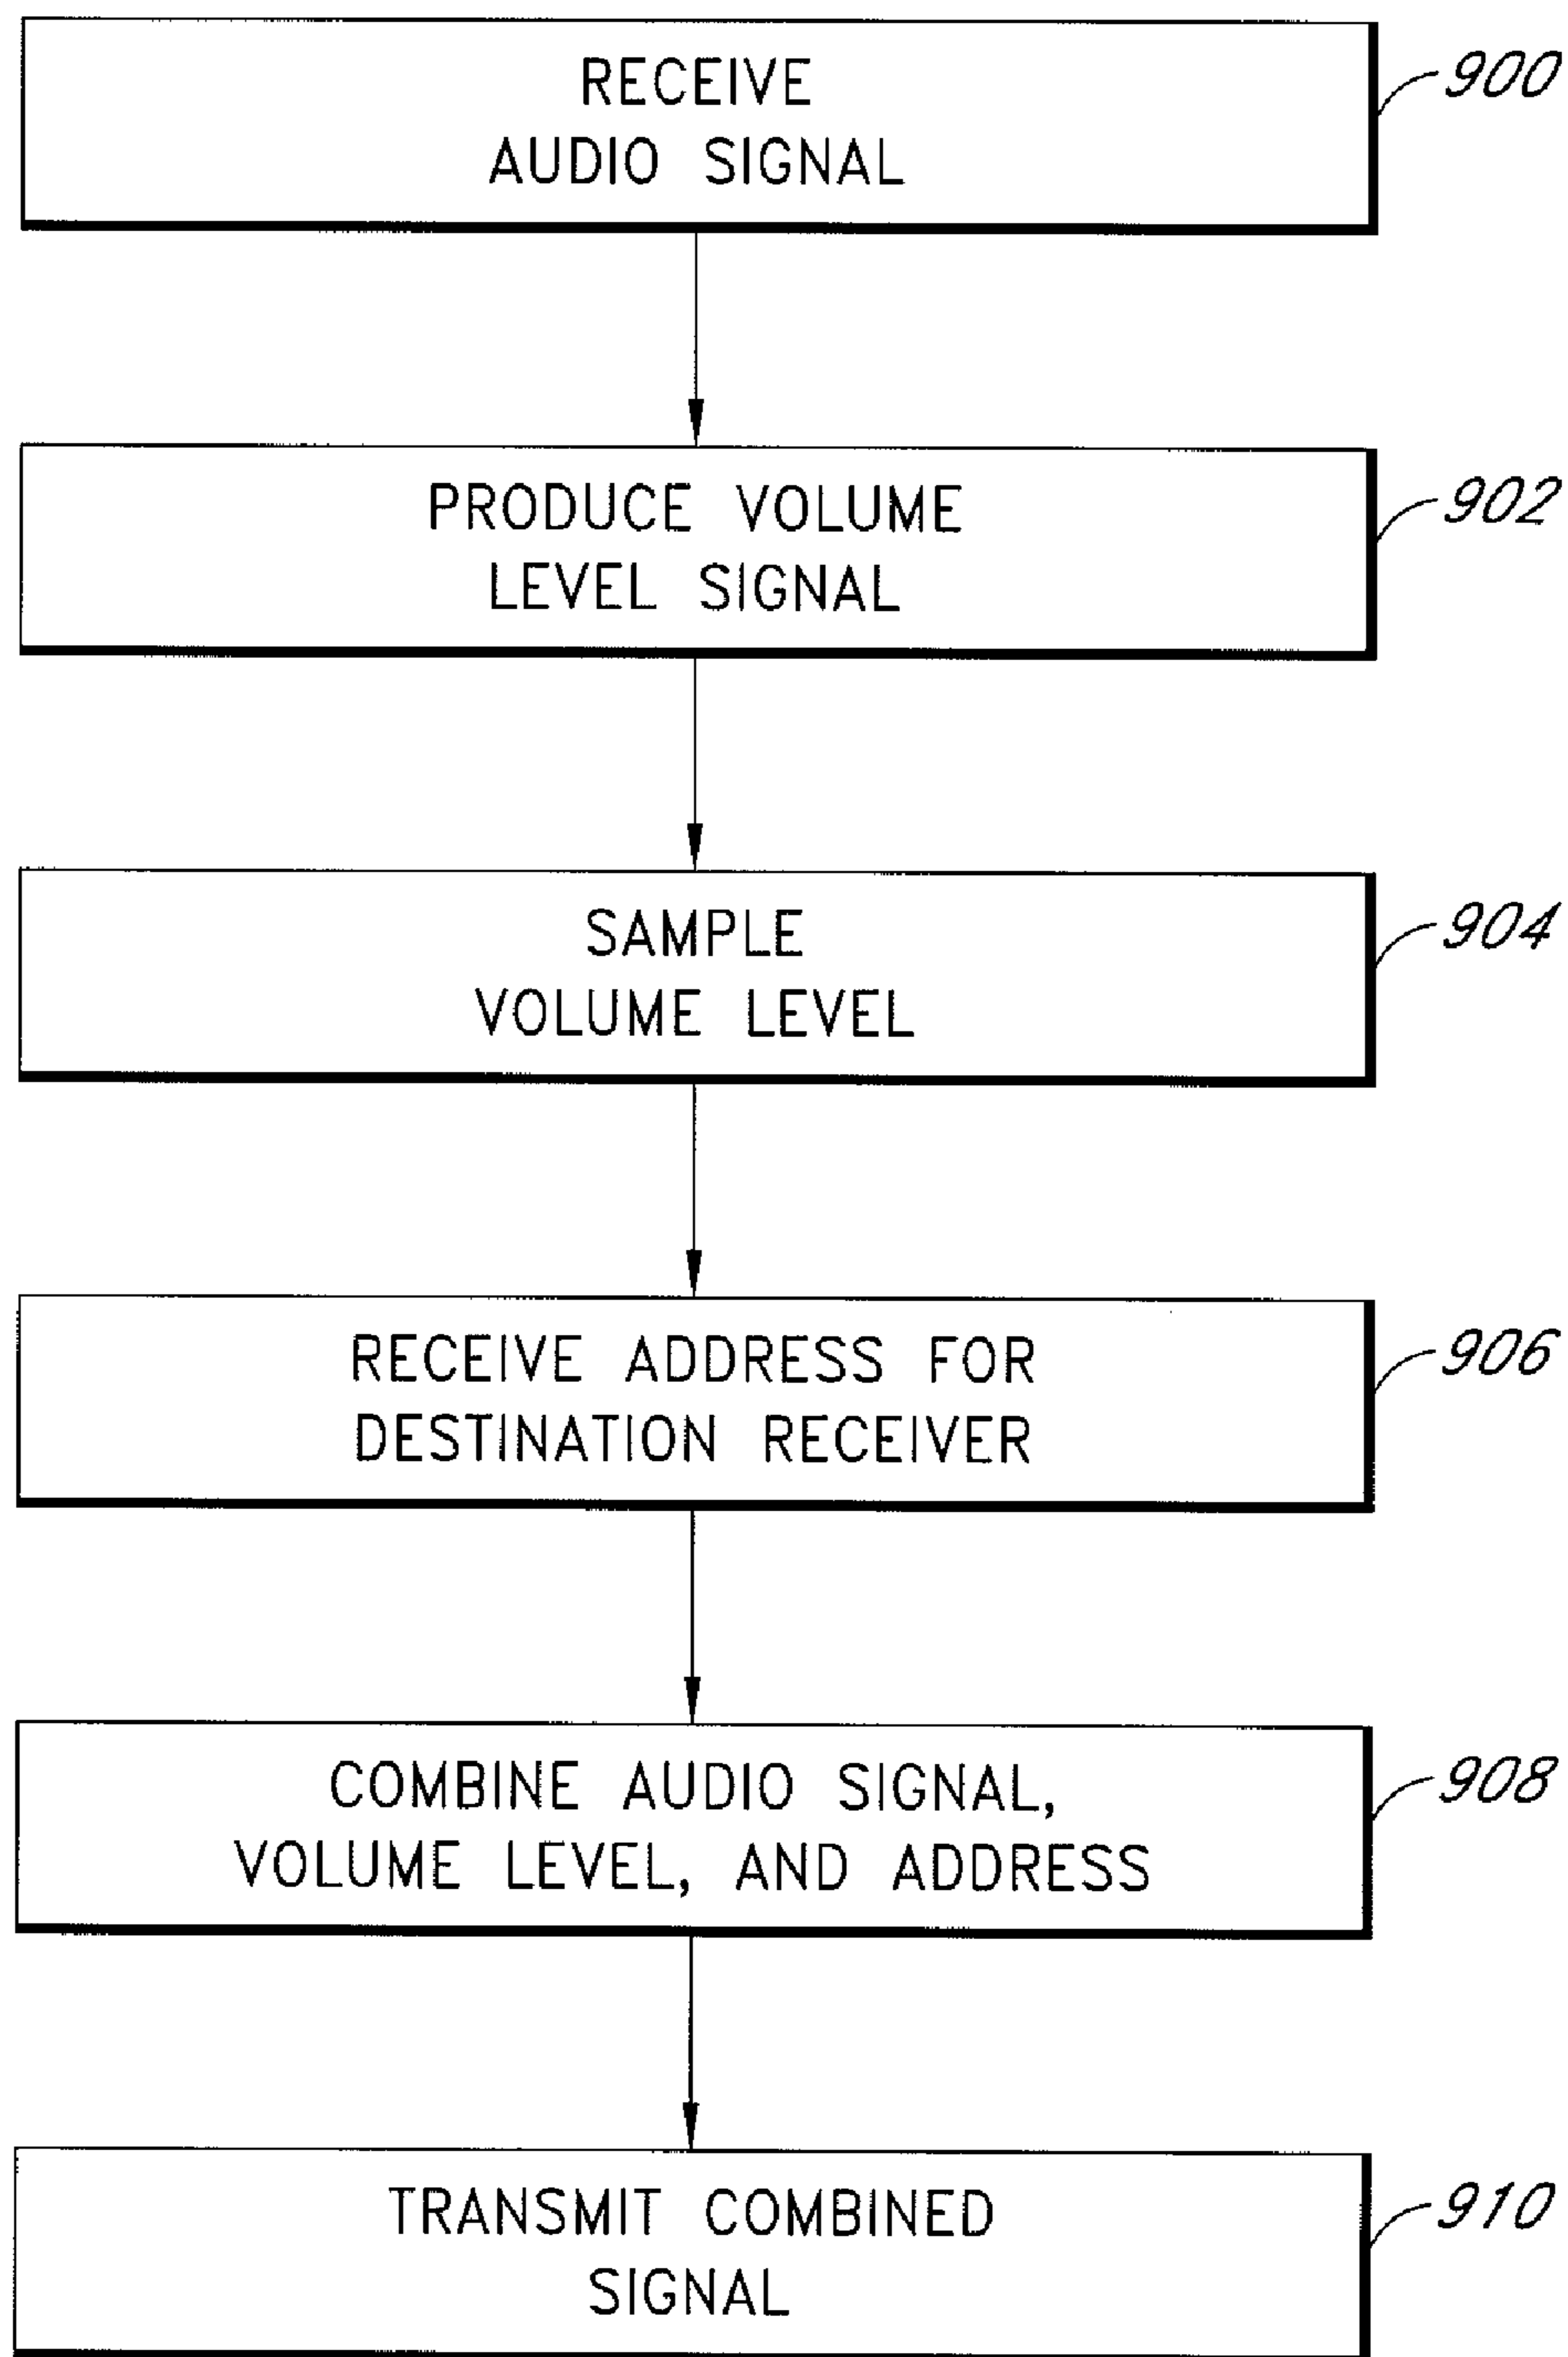 RECEIVE
AUDIO SIGNAL
900
PRODUCE VOLUME
LEVEL SIGNAL
902
SAMPLE
VOLUME LEVEL
904
RECEIVE ADDRESS FOR
DESTINATION RECEIVER
906
COMBINE AUDIO SIGNAL,
VOLUME LEVEL, AND ADDRESS
908
TRANSMIT COMBINED
SIGNAL
910